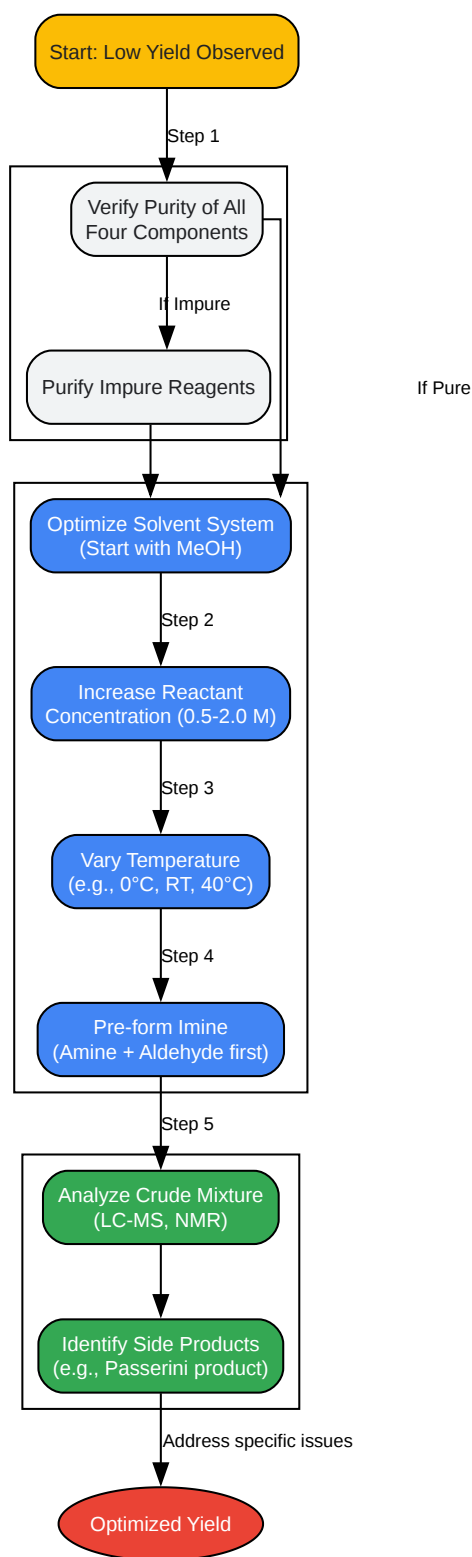 Start: Low Yield Observed
Step 1
Verify Purity of All
Four Components
If Impure
Purify Impure Reagents
If Pure
Optimize Solvent System
(Start with MeOH)
Step 2
Increase Reactant
Concentration (0.5-2.0 M)
Step 3
Vary Temperature
(e.g., 0°C, RT, 40°C)
Step 4
Pre-form Imine
(Amine + Aldehyde first)
Step 5
Analyze Crude Mixture
(LC-MS, NMR)
Identify Side Products
(e.g., Passerini product)
Address specific issues
Optimized Yield